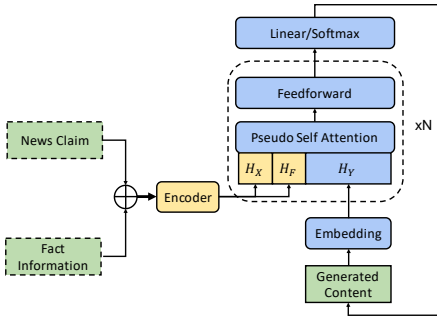 Linear/Softmax
Feedforward
xN
Pseudo Self Attention
News Claim
H_X H_F H_Y
Encoder
Fact
Information
Embedding
Generated
Content